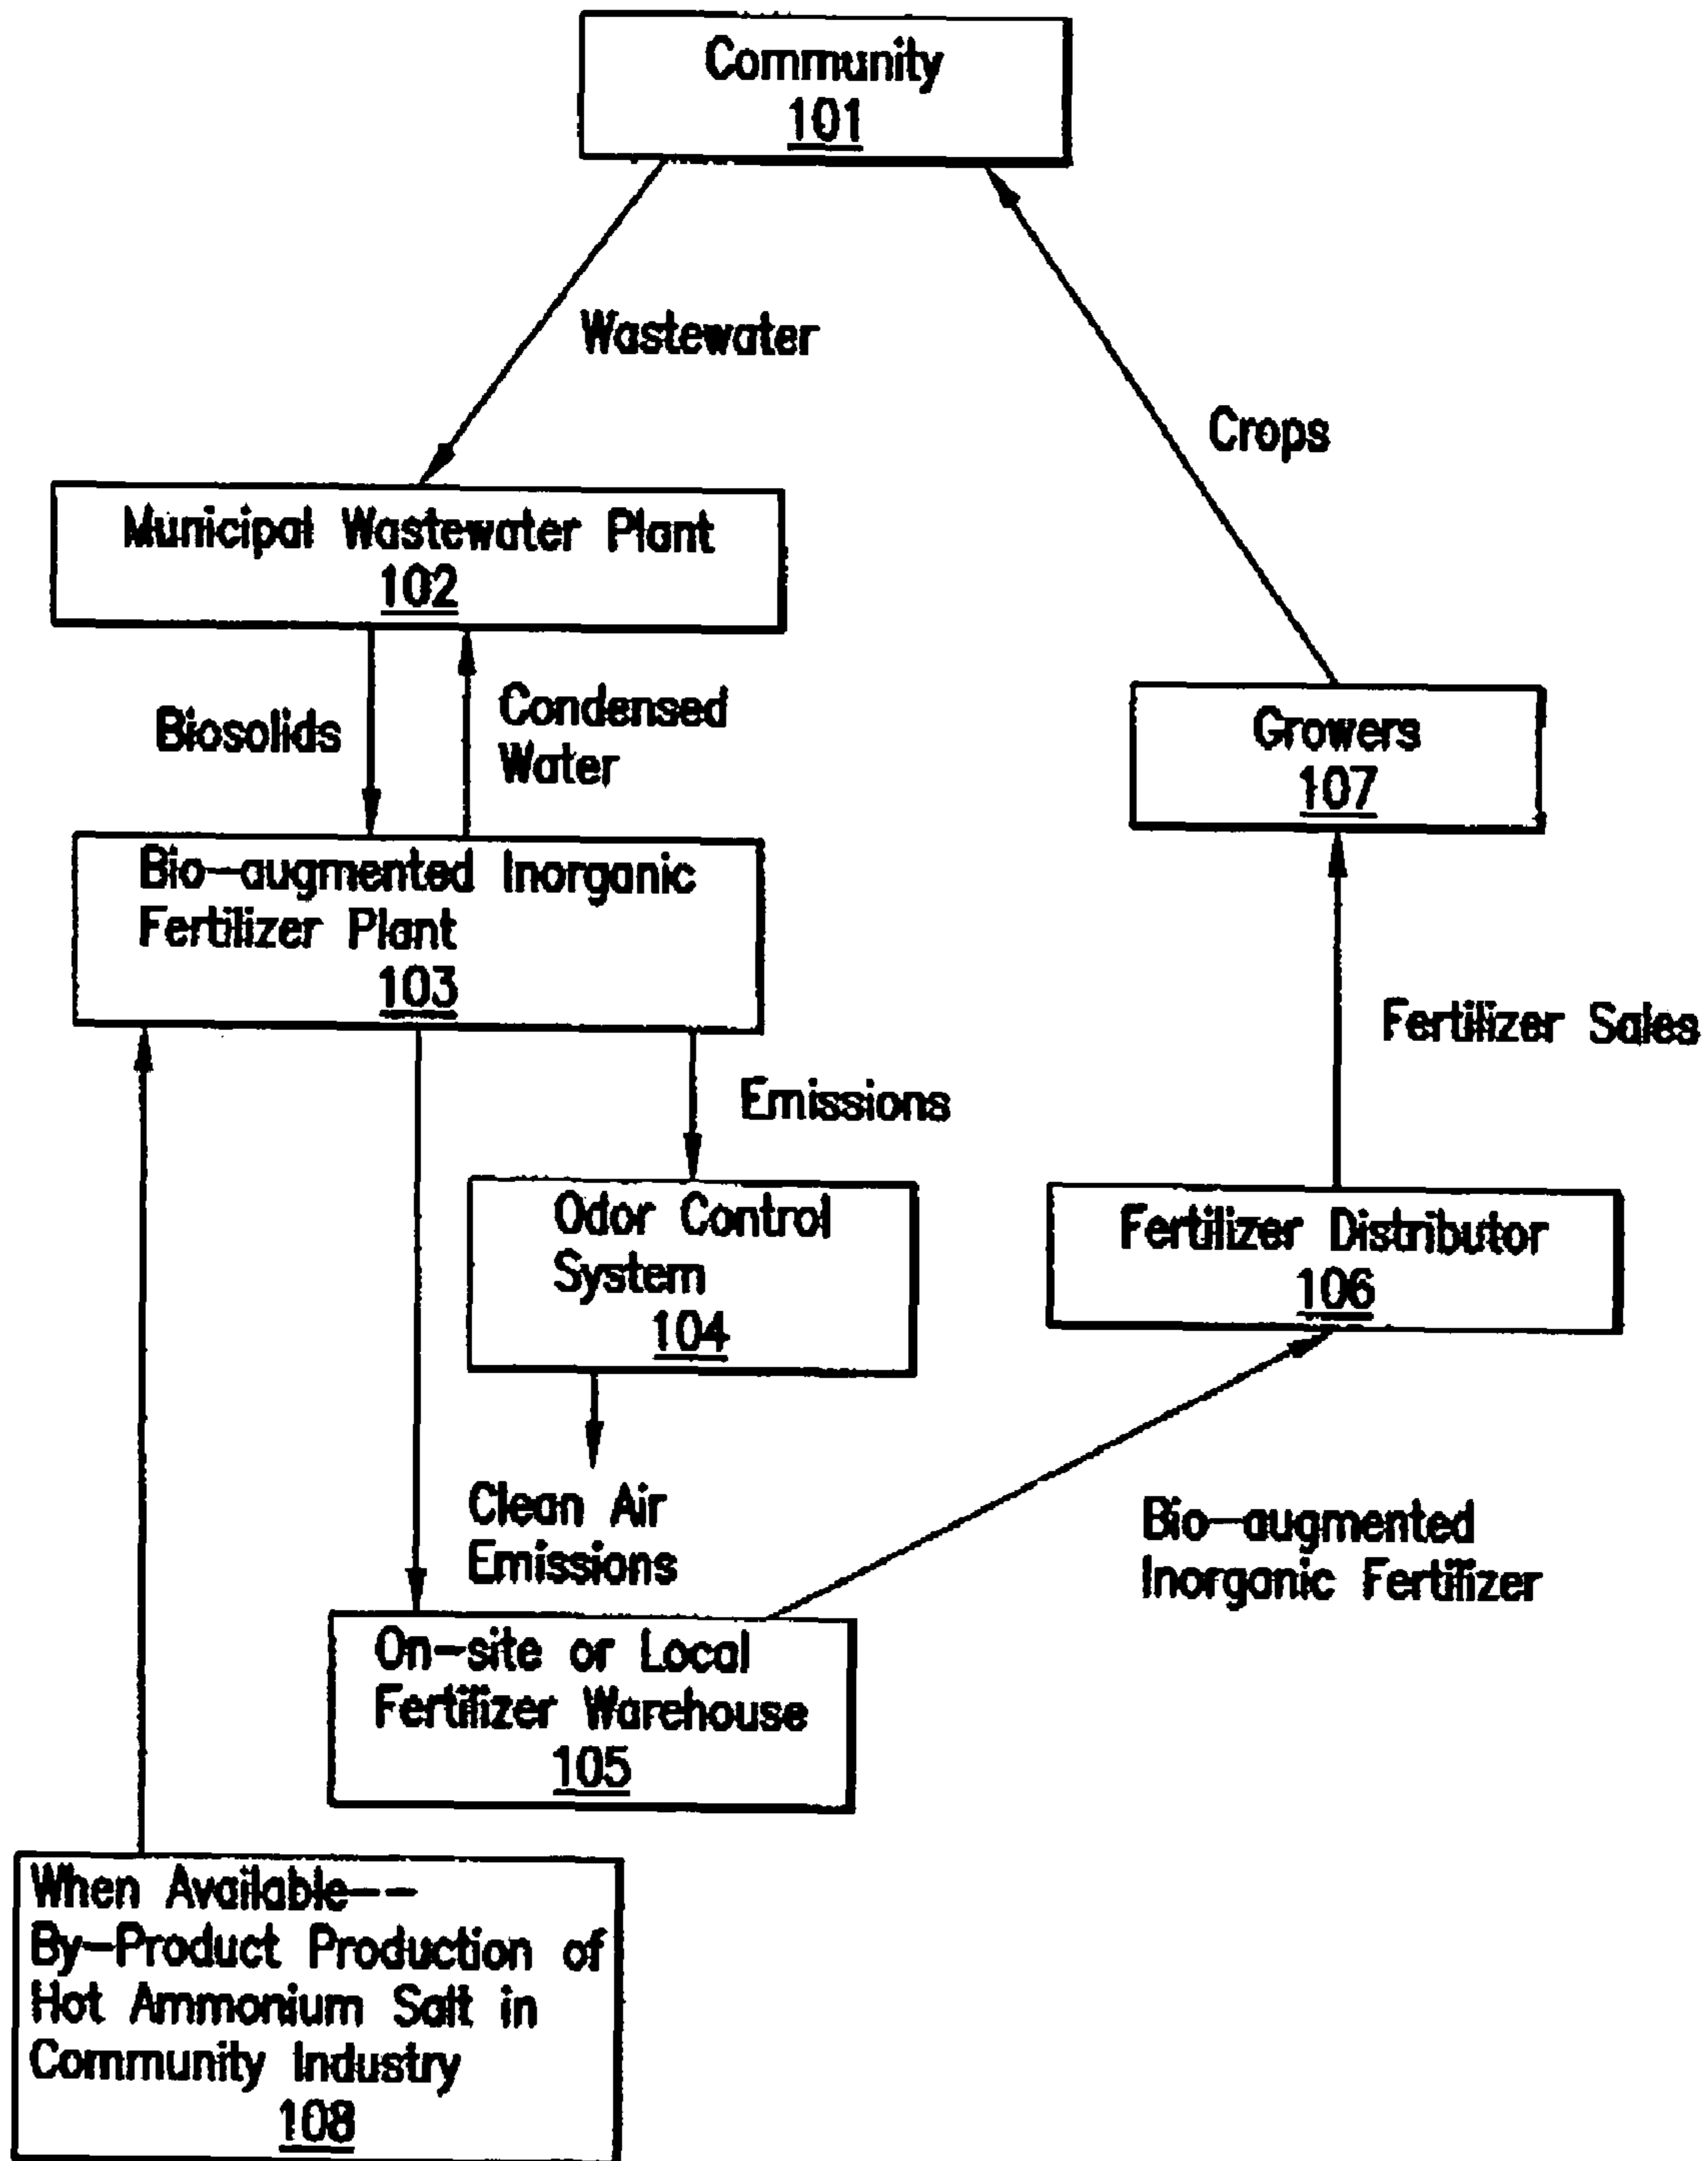 Community
101
Wastewater
Crops
Municipal Wastewater Plant
102
Biosolids
Condensed
Water
Growers
107
Bio-augmented Inorganic
Fertilizer Plant
103
Fertilizer Sales
Emissions
Odor Control
System
104
Fertilizer Distributor
106
Clean Air
Emissions
Bio-augmented
Inorganic Fertilizer
On-site or Local
Fertilizer Warehouse
105
When Available--
By-Product Production of
Hot Ammonium Salt in
Community Industry
108